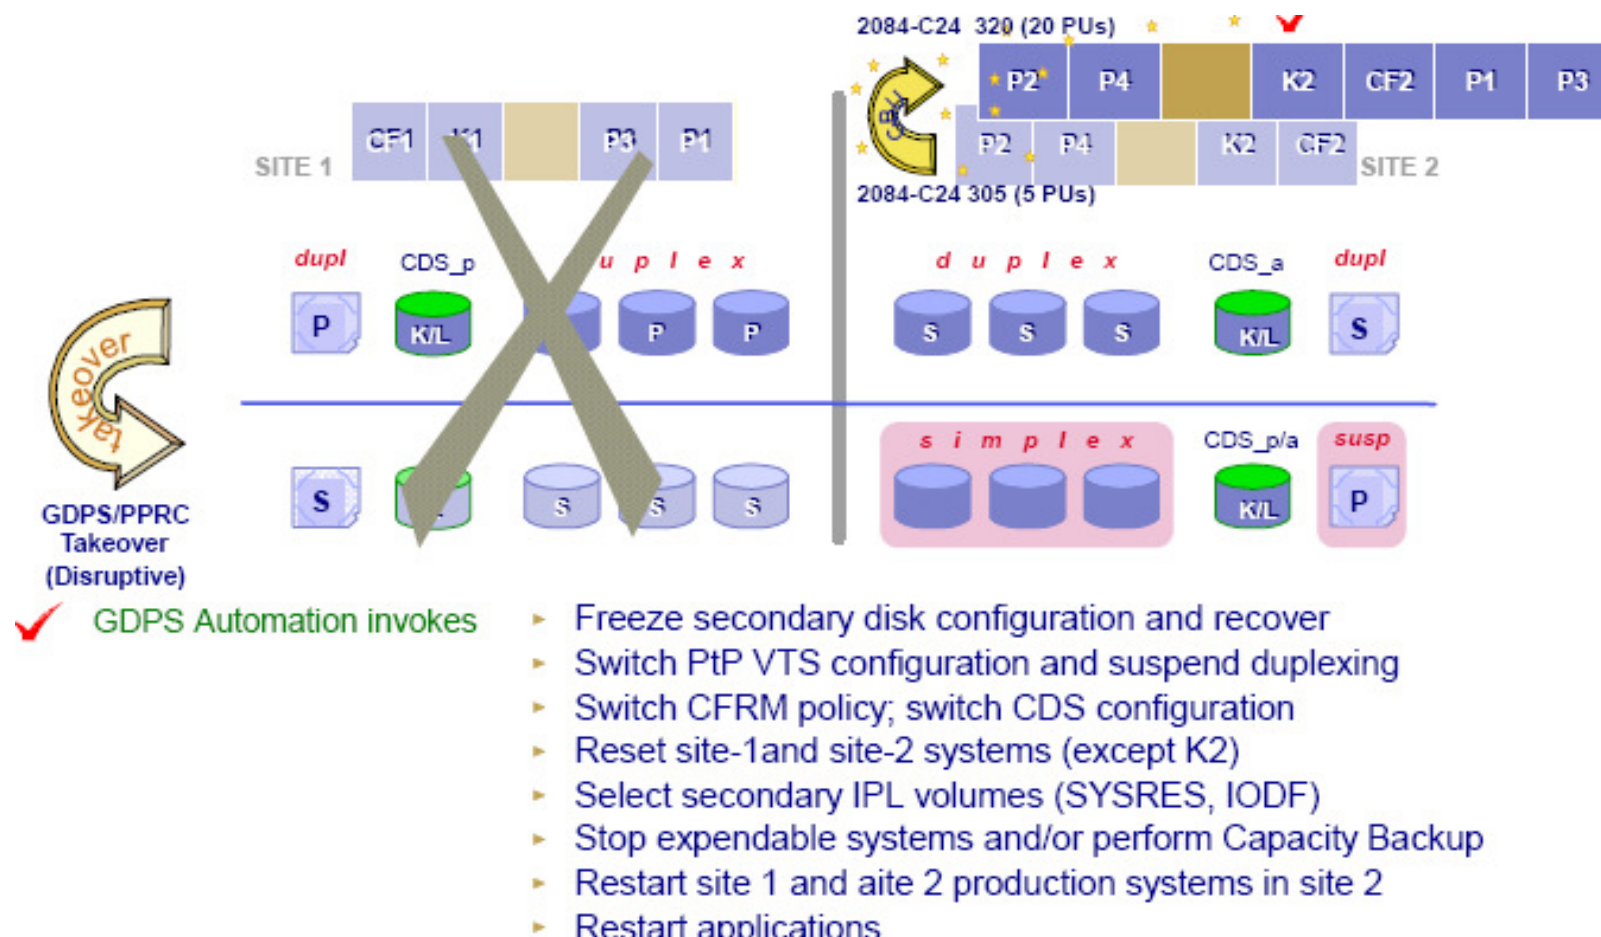 2084-C24 320 (20 PUs)
P2 P4 K2 CF2 P1 P3
CBU
CF1 K1 P3 P1
P2 P4 K2 CF2
SITE 1
SITE 2
2084-C24 305 (5 PUs)
dupl CDS_p u p l e x
d u p l e x CDS_a dupl
P K/L P P
S S S K/L S
takeover
s i m p l e x CDS_p/a susp
S L S S S
K/L P
GDPS/PPRC
Takeover
(Disruptive)
GDPS Automation invokes
Freeze secondary disk configuration and recover
Switch PtP VTS configuration and suspend duplexing
Switch CFRM policy; switch CDS configuration
Reset site-1and site-2 systems (except K2)
Select secondary IPL volumes (SYSRES, IODF)
Stop expendable systems and/or perform Capacity Backup
Restart site 1 and aite 2 production systems in site 2
Restart applications